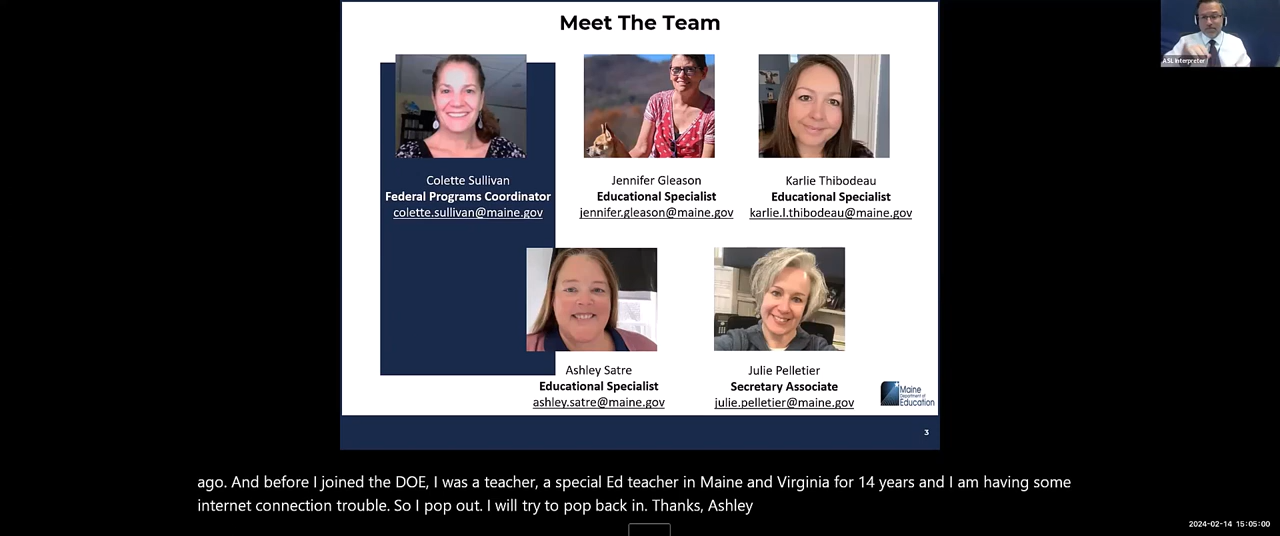 Meet The Team
ASL Interpreter
Colette Sullivan
Federal Programs Coordinator
colette.sullivan@maine.gov
Jennifer Gleason
Educational Specialist
jennifer.gleason@maine.gov
Karlie Thibodeau
Educational Specialist
karlie.l.thibodeau@maine.gov
Ashley Satre
Educational Specialist
ashley.satre@maine.gov
Julie Pelletier
Secretary Associate
julie.pelletier@maine.gov
Maine
Department of
Education
3
ago. And before I joined the DOE, I was a teacher, a special Ed teacher in Maine and Virginia for 14 years and I am having some
internet connection trouble. So I pop out. I will try to pop back in. Thanks, Ashley
2024-02-14 15:05:00